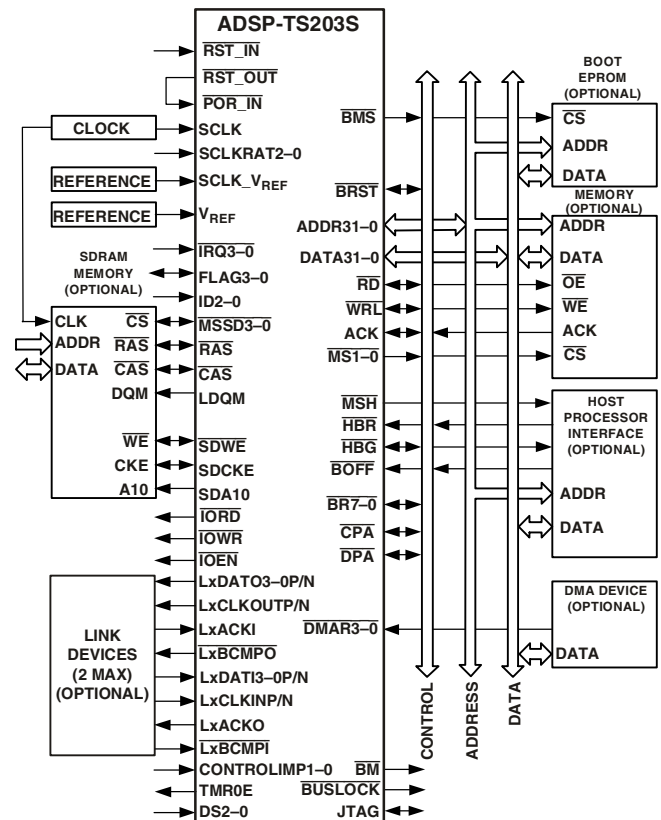 ADSP-TS203S
RST_IN
RST_OUT
POR_IN
CLOCK
SCLK
SCLKRAT2–0
REFERENCE
SCLK_VREF
REFERENCE
VREF
IRQ3–0
FLAG3–0
ID2–0
SDRAM
MEMORY
(OPTIONAL)
CLK
CS
MSSD3–0
ADDR
RAS
RAS
DATA
CAS
CAS
DQM
LDQM
WE
SDWE
CKE
SDCKE
A10
SDA10
IORD
IOWR
IOEN
LINK
DEVICES
(2 MAX)
(OPTIONAL)
LxDATO3–0P/N
LxCLKOUTP/N
LxACKI
LxBCMPO
LxDATI3–0P/N
LxCLKINP/N
LxACKO
LxBCMPI
CONTROLIMP1–0
TMR0E
DS2–0
BMS
BRST
ADDR31–0
DATA31–0
RD
WRL
ACK
MS1–0
MSH
HBR
HBG
BOFF
BR7–0
CPA
DPA
DMAR3–0
BM
BUSLOCK
JTAG
CONTROL
ADDRESS
DATA
BOOT
EPROM
(OPTIONAL)
CS
ADDR
DATA
MEMORY
(OPTIONAL)
ADDR
DATA
OE
WE
ACK
CS
HOST
PROCESSOR
INTERFACE
(OPTIONAL)
ADDR
DATA
DMA DEVICE
(OPTIONAL)
DATA